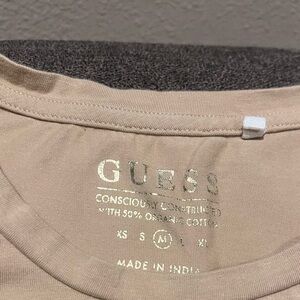 GUESS
CONSCIOUSLY CONSTRUCTED
WITH 50% ORGANIC COTTON
XS S M L XL
MADE IN INDIA